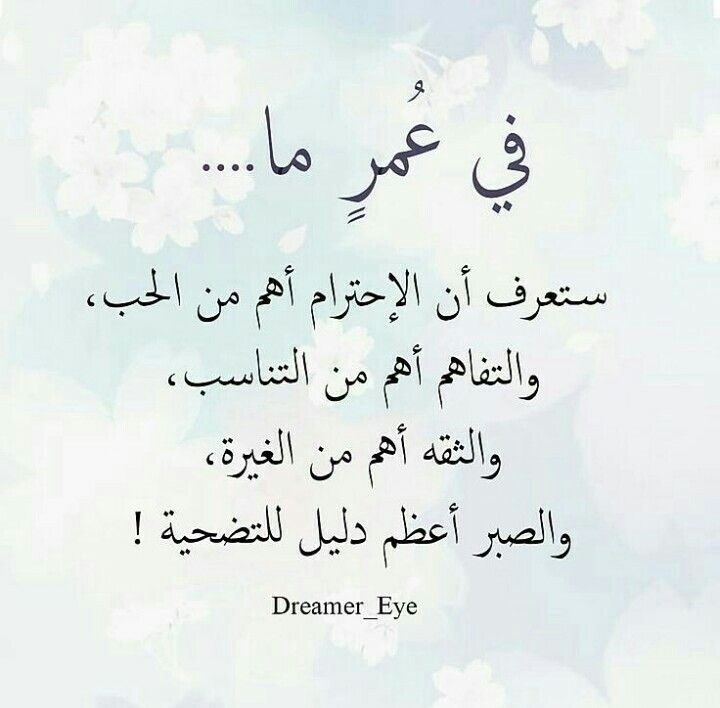 في عُمرٍ ما....
ستعرف أن الإحترام أهم من الحب،
والتفاهم أهم من التناسب،
والثقه أهم من الغيرة،
والصبر أعظم دليل للتضحية !
Dreamer_Eye